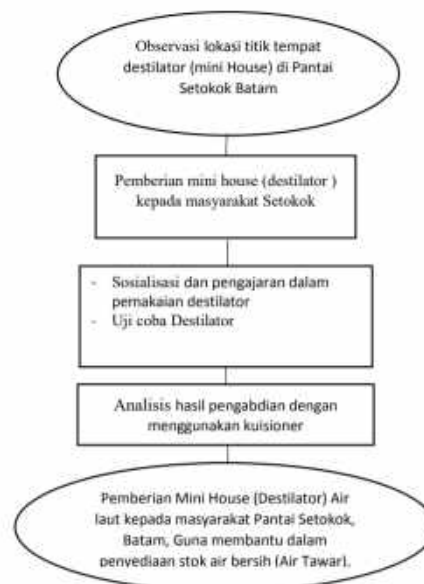 Observasi lokasi titik tempat
destilator (mini House) di Pantai
Setokok Batam
Pemberian mini house (destilator )
kepada masyarakat Setokok
- Sosialisasi dan pengajaran dalam
pemakaian destilator
- Uji coba Destilator
Analisis hasil pengabdian dengan
menggunakan kuisioner
Pemberian Mini House (Destilator) Air
laut kepada masyarakat Pantai Setokok,
Batam, Guna membantu dalam
penyediaan stok air bersih (Air Tawar).